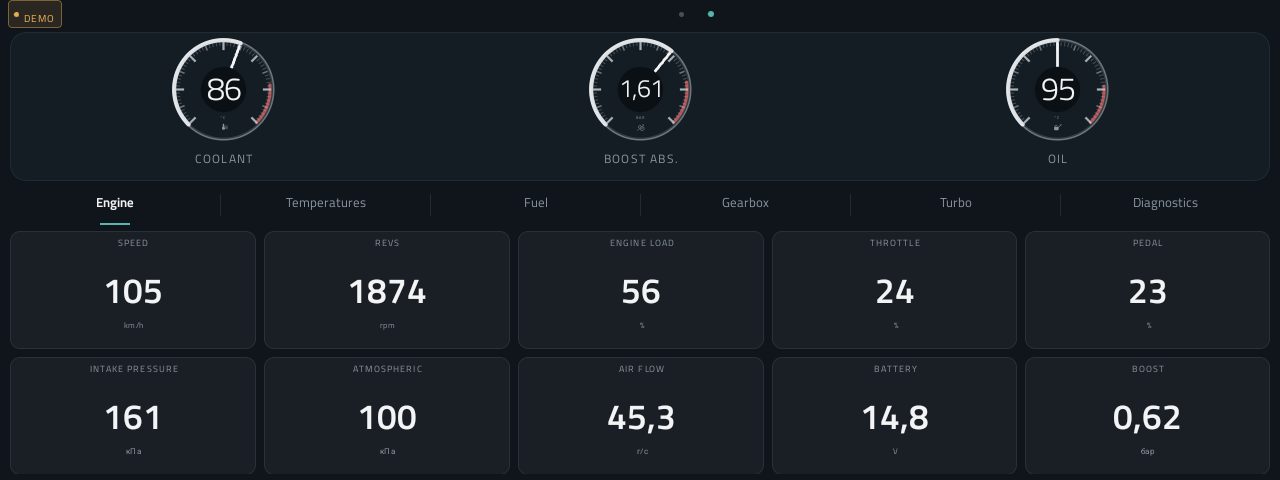 DEMO
86
1,61
95
COOLANT
BOOST ABS.
OIL
Engine
Temperatures
Fuel
Gearbox
Turbo
Diagnostics
SPEED
REVS
ENGINE LOAD
THROTTLE
PEDAL
105
1874
56
24
23
km/h
rpm
%
%
%
INTAKE PRESSURE
ATMOSPHERIC
AIR FLOW
BATTERY
BOOST
161
100
45,3
14,8
0,62
кПа
кПа
г/с
V
бар